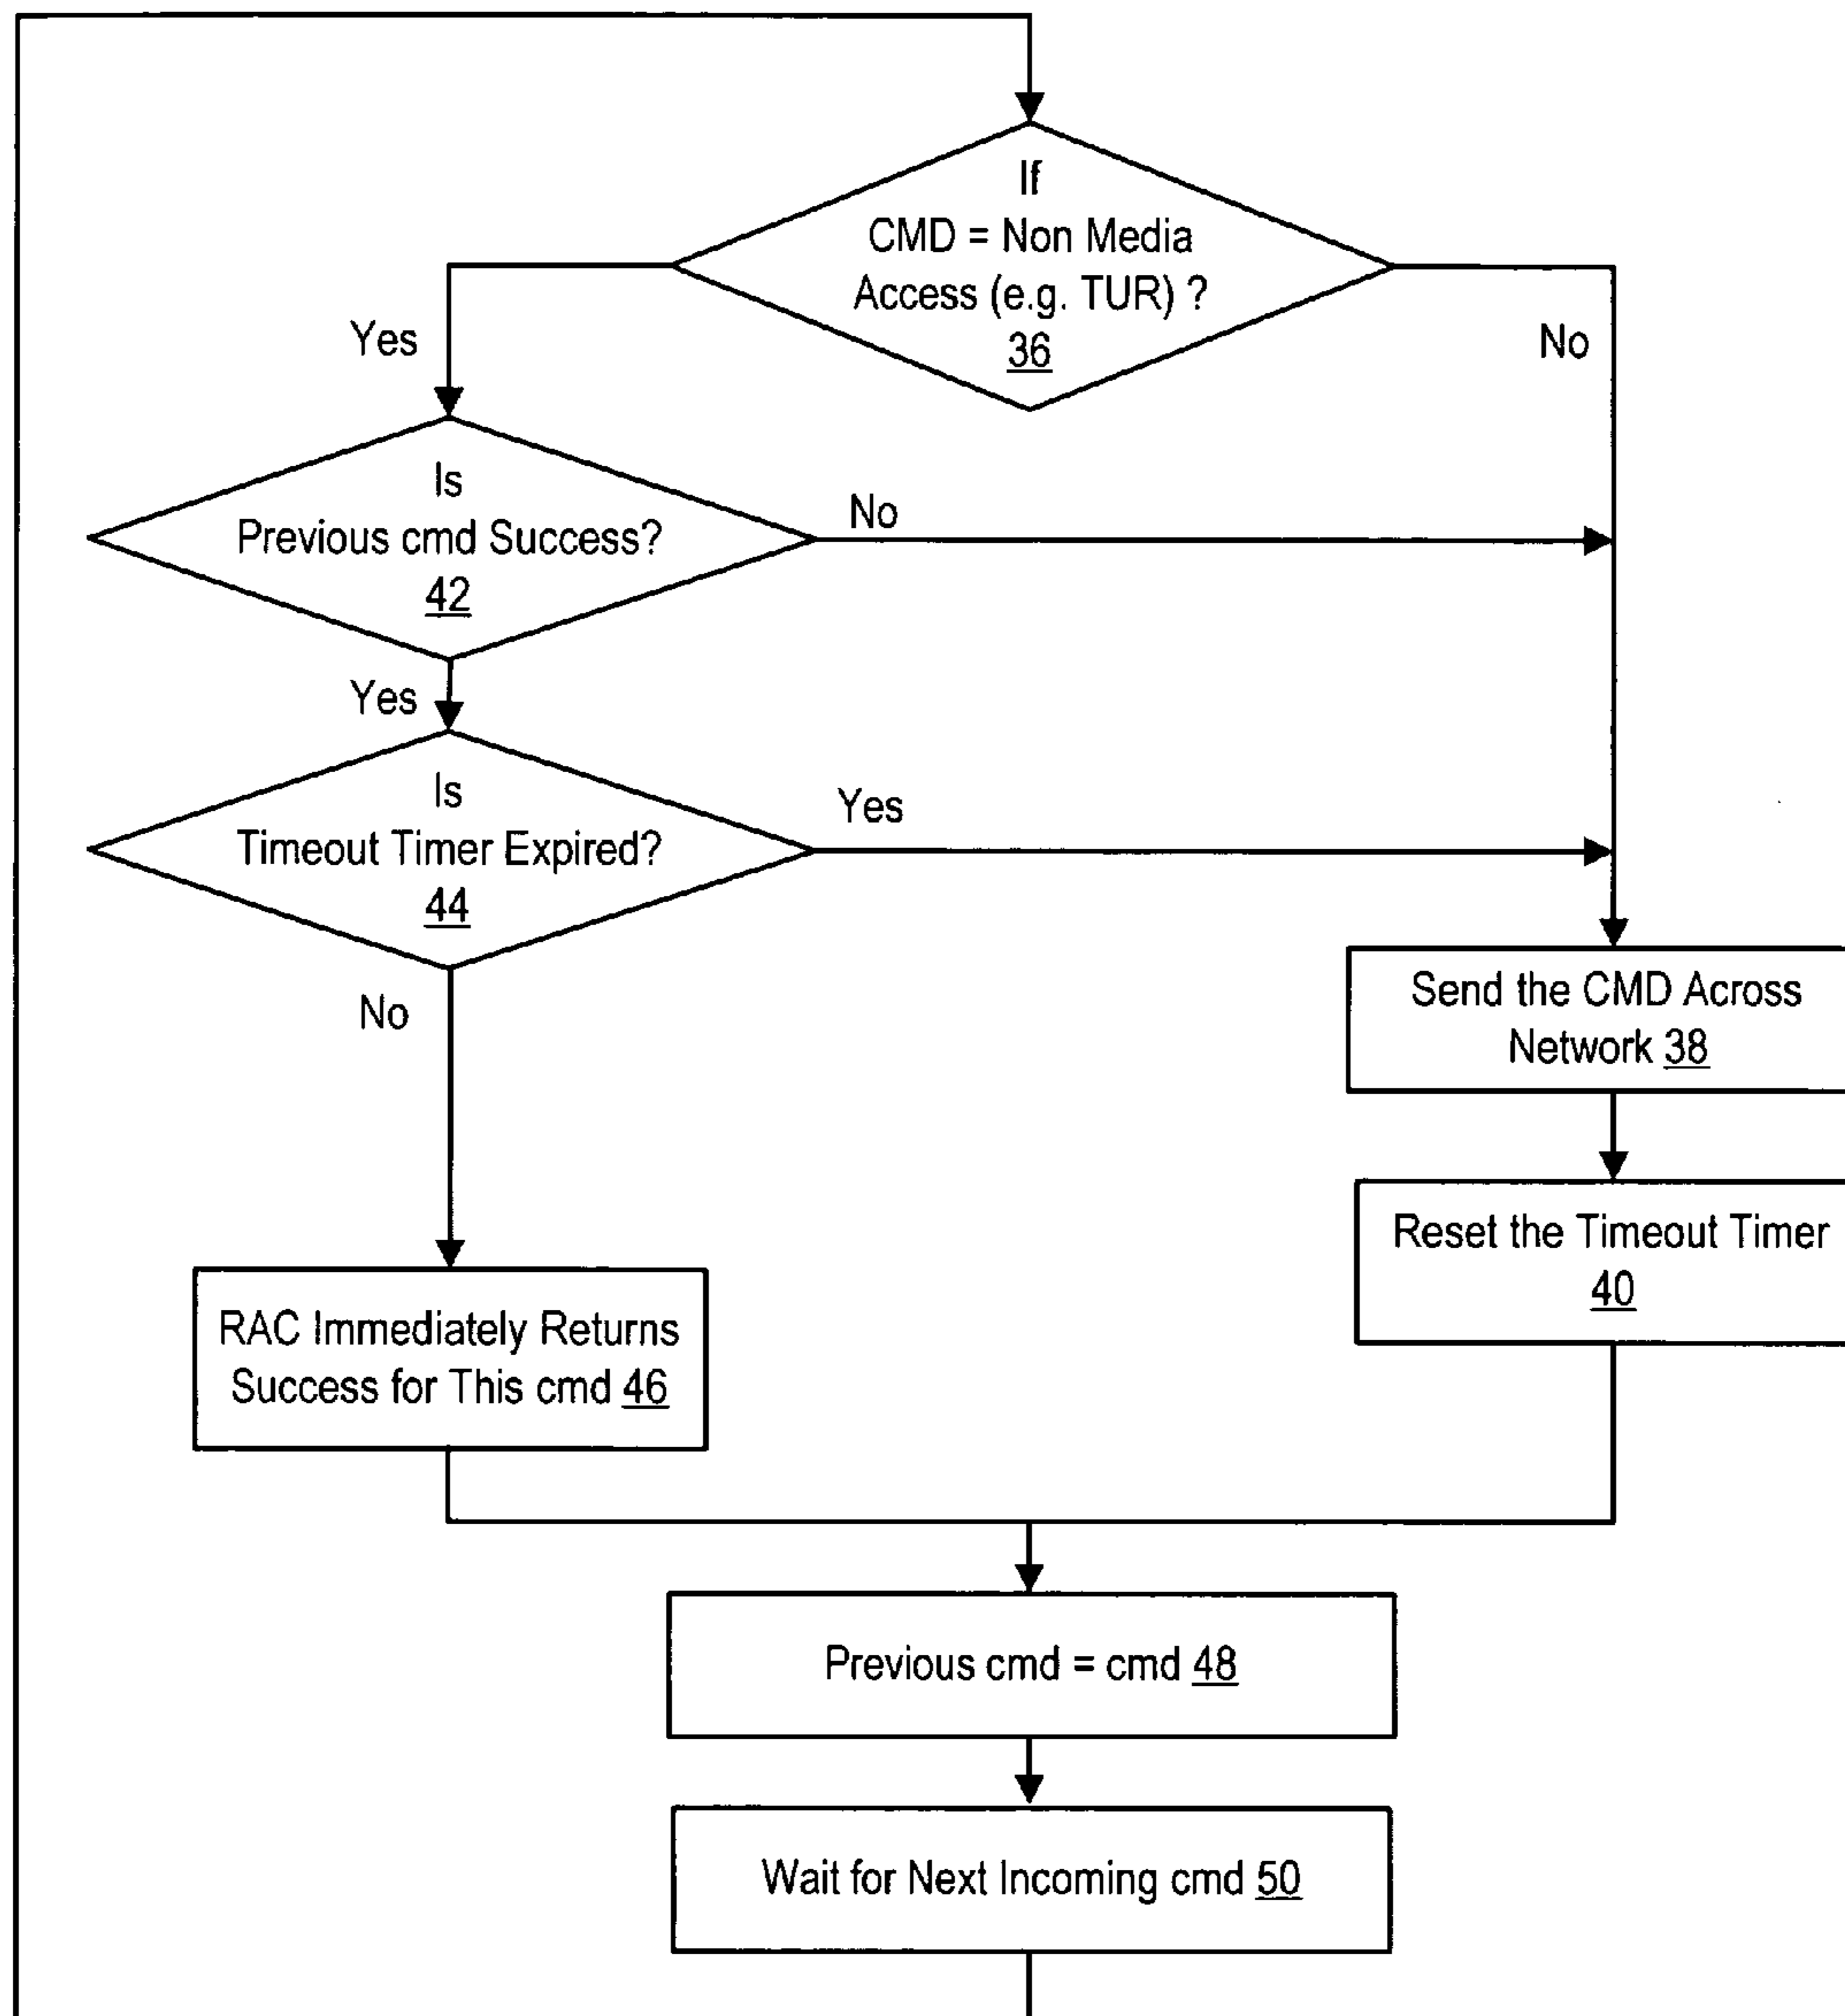 If
CMD = Non Media
Access (e.g. TUR) ?
36
Yes
No
Is
Previous cmd Success?
42
No
Yes
Is
Timeout Timer Expired?
44
Yes
No
Send the CMD Across
Network 38
Reset the Timeout Timer
40
RAC Immediately Returns
Success for This cmd 46
Previous cmd = cmd 48
Wait for Next Incoming cmd 50